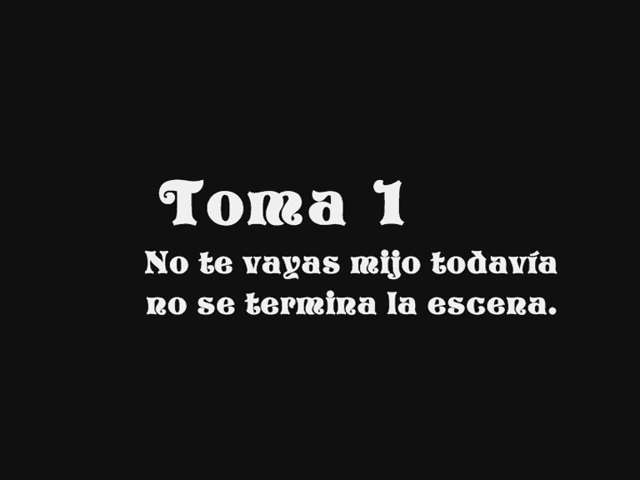 Toma 1
No te vayas mijo todavía
no se termina la escena.